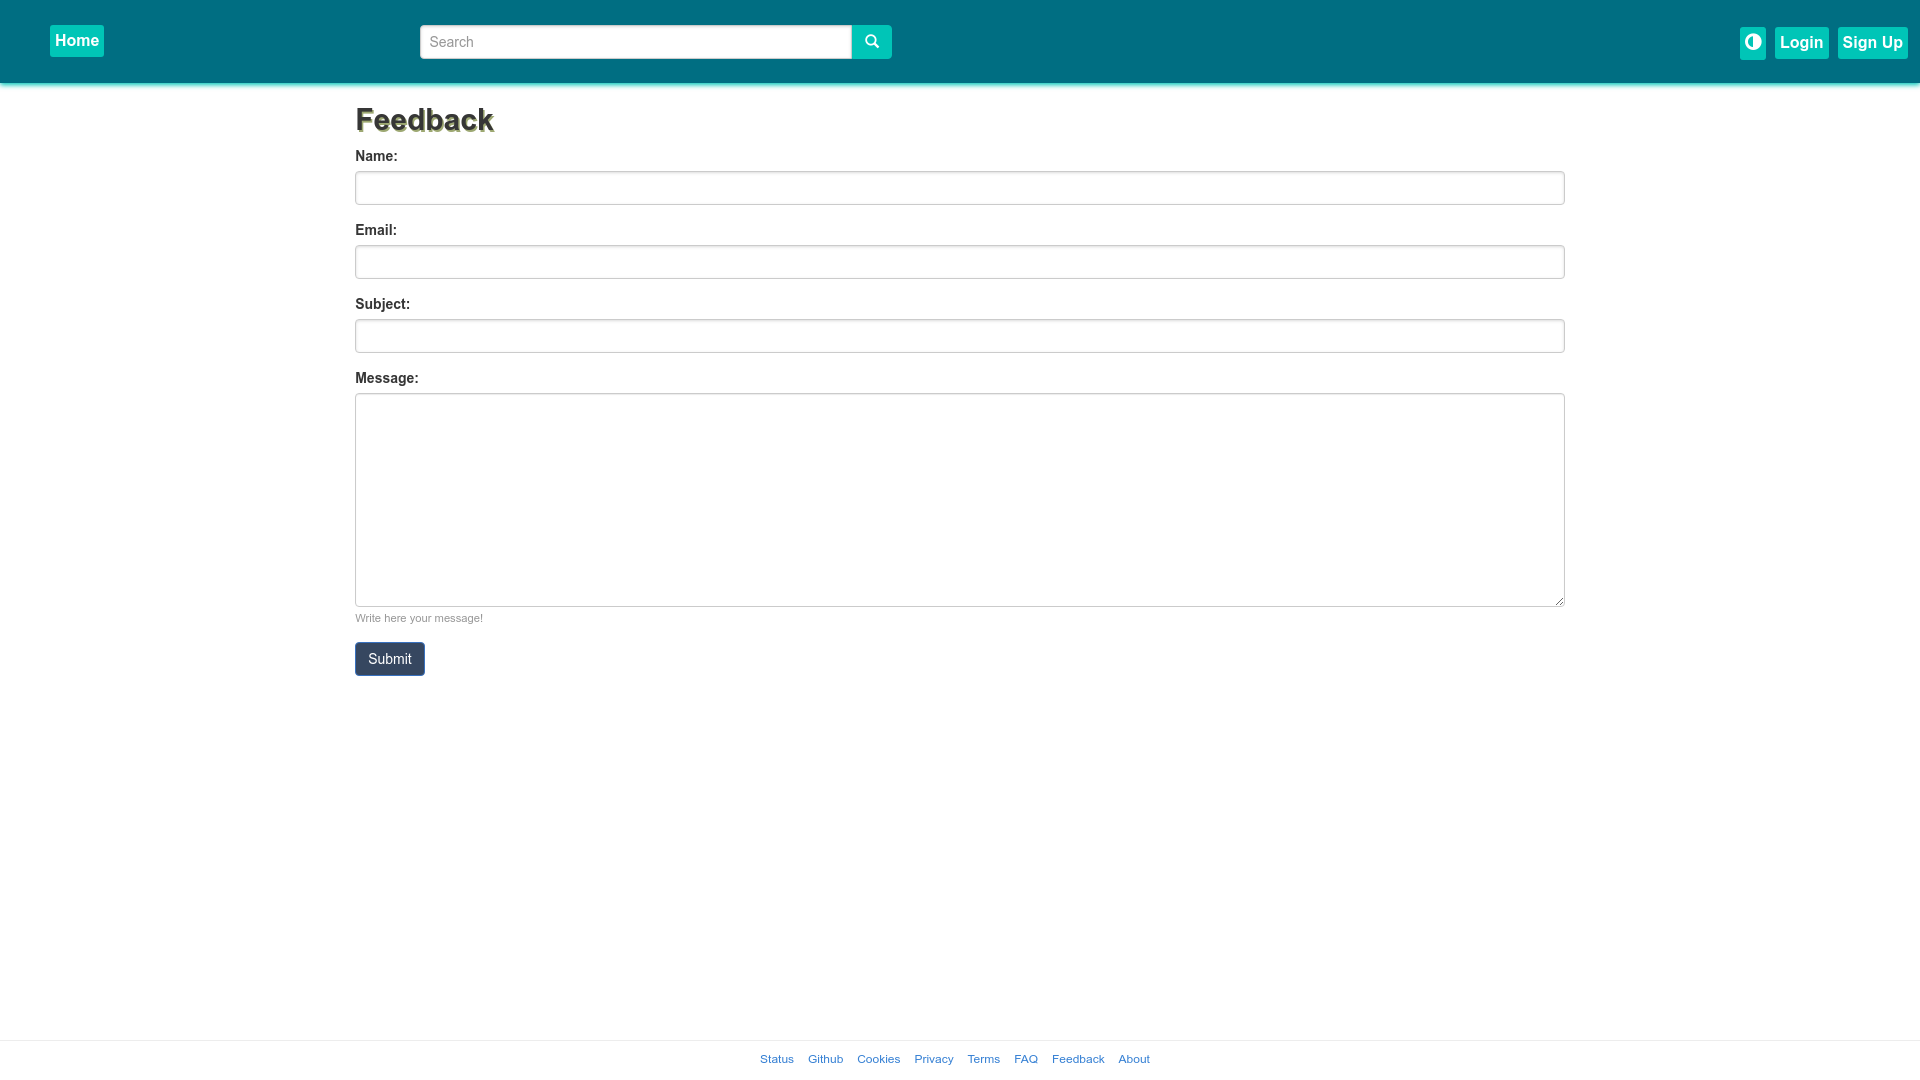 Home
Search
Login
Sign Up
Feedback
Name:
Email:
Subject:
Message:
Write here your message!
Submit
Status Github Cookies Privacy Terms FAQ Feedback About